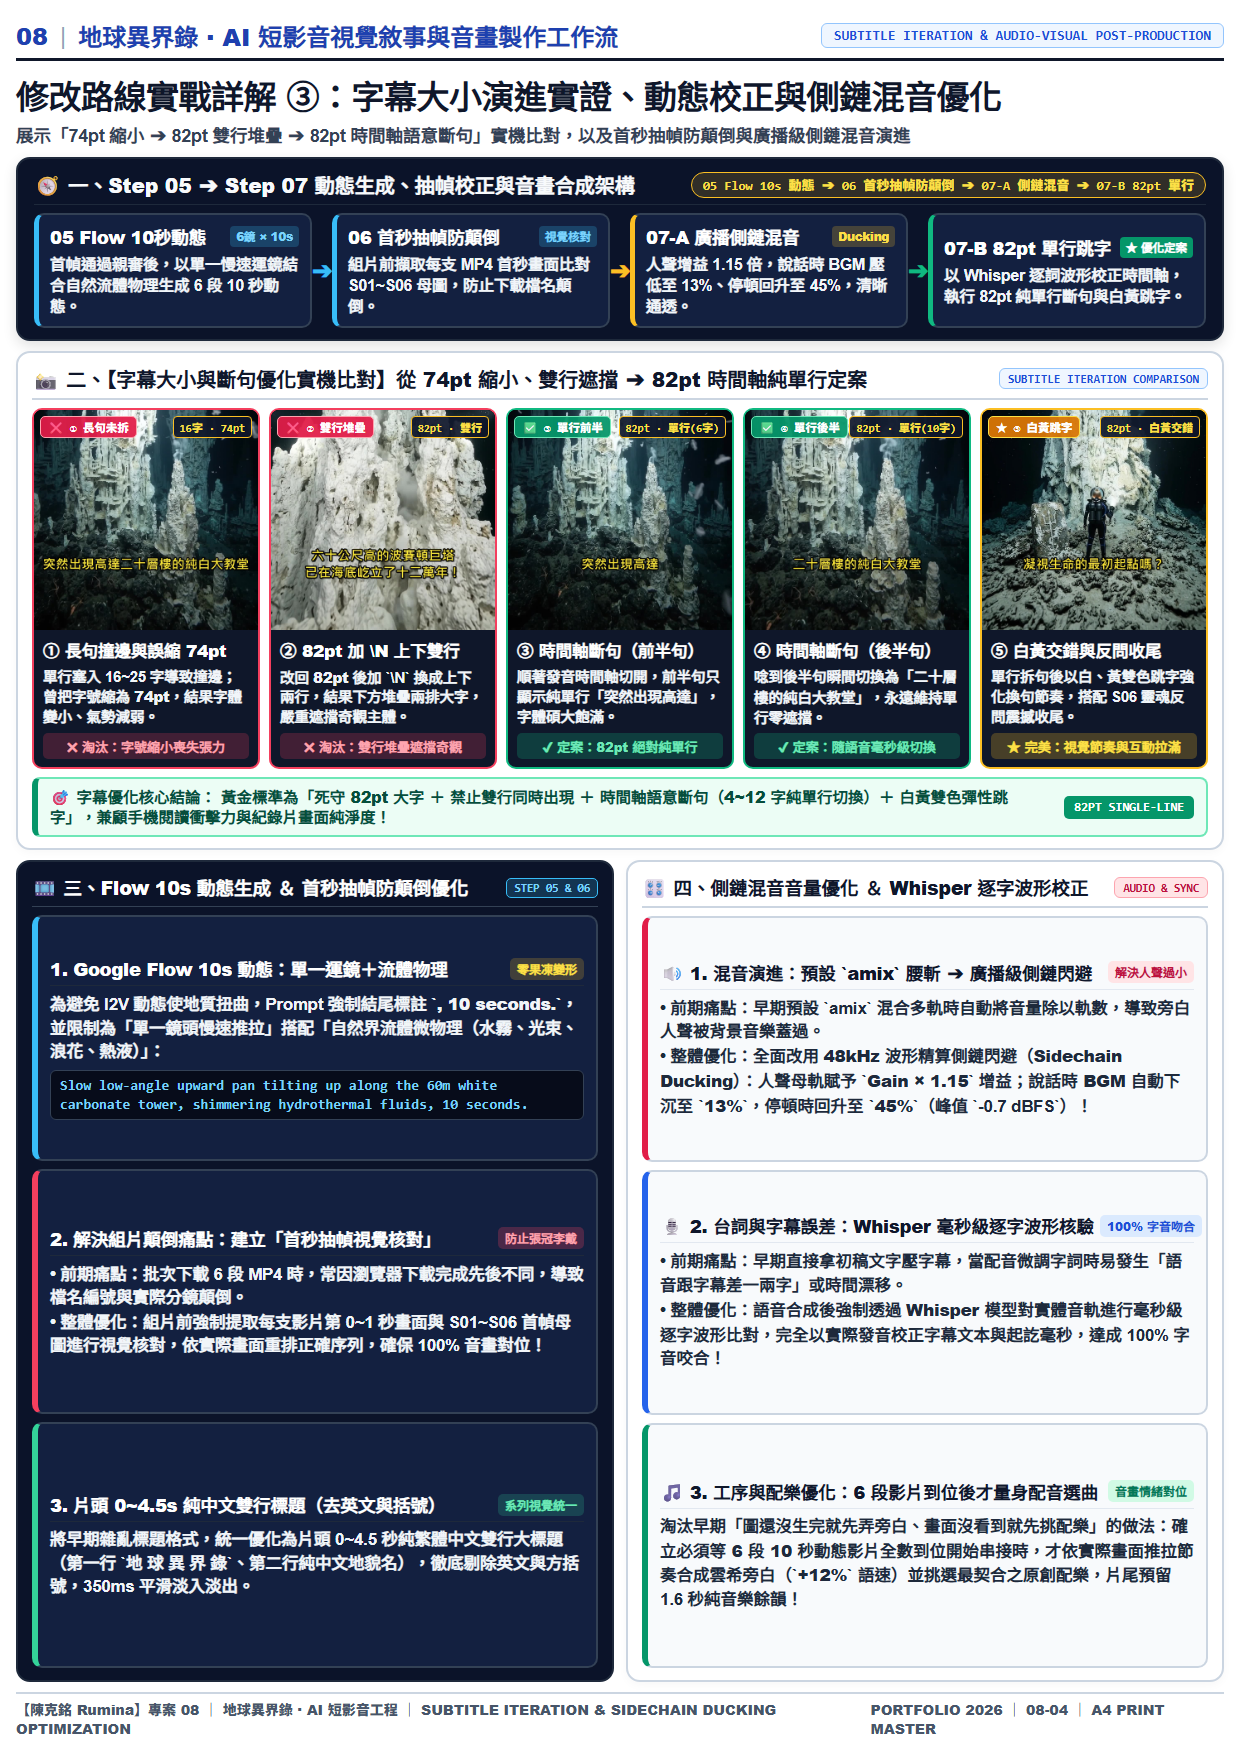 08 | 地球異界錄・AI 短影音視覺敘事與音畫製作工作流
SUBTITLE ITERATION & AUDIO-VISUAL POST-PRODUCTION
修改路線實戰詳解 ③：字幕大小演進實證、動態校正與側鏈混音優化
展示「74pt 縮小 ➔ 82pt 雙行堆疊 ➔ 82pt 時間軸語意斷句」實機比對，以及首秒抽幀防顛倒與廣播級側鏈混音演進
🧭 一、Step 05 ➔ Step 07 動態生成、抽幀校正與音畫合成架構
05 Flow 10s 動態 ➔ 06 首秒抽幀防顛倒 ➔ 07-A 側鏈混音 ➔ 07-B 82pt 單行
05 Flow 10秒動態
6鏡 × 10s
首幀通過親審後，以單一慢速運鏡結
合自然流體物理生成 6 段 10 秒動
態。
➔
06 首秒抽幀防顛倒
視覺核對
組片前擷取每支 MP4 首秒畫面比對
S01~S06 母圖，防止下載檔名顛
倒。
➔
07-A 廣播側鏈混音
Ducking
人聲增益 1.15 倍，說話時 BGM 壓
低至 13%、停頓回升至 45%，清晰
通透。
➔
07-B 82pt 單行跳字
★ 優化定案
以 Whisper 逐詞波形校正時間軸，
執行 82pt 純單行斷句與白黃跳字。
📸 二、【字幕大小與斷句優化實機比對】從 74pt 縮小、雙行遮擋 ➔ 82pt 時間軸純單行定案
SUBTITLE ITERATION COMPARISON
❌ ① 長句未拆
16字 · 74pt
突然出現高達二十層樓的純白大教堂
① 長句撞邊與誤縮 74pt
單行塞入 16~25 字導致撞邊；
曾把字號縮為 74pt，結果字體
變小、氣勢減弱。
❌ 淘汰：字號縮小喪失張力
❌ ② 雙行堆疊
82pt · 雙行
六十公尺高的波賽頓巨塔
已在海底屹立了十二萬年！
② 82pt 加 \N 上下雙行
改回 82pt 後加 `\N` 換成上下
兩行，結果下方堆疊兩排大字，
嚴重遮擋奇觀主體。
❌ 淘汰：雙行堆疊遮擋奇觀
✅ ③ 單行前半
82pt · 單行(6字)
突然出現高達
③ 時間軸斷句（前半句）
順著發音時間軸切開，前半句只
顯示純單行「突然出現高達」，
字體碩大飽滿。
✓ 定案：82pt 絕對純單行
✅ ④ 單行後半
82pt · 單行(10字)
二十層樓的純白大教堂
④ 時間軸斷句（後半句）
唸到後半句瞬間切換為「二十層
樓的純白大教堂」，永遠維持單
行零遮擋。
✓ 定案：隨語音毫秒級切換
★ ⑤ 白黃跳字
82pt · 白黃交錯
凝視生命的最初起點嗎？
⑤ 白黃交錯與反問收尾
單行拆句後以白、黃雙色跳字強
化換句節奏，搭配 S06 靈魂反
問震撼收尾。
★ 完美：視覺節奏與互動拉滿
🎯 字幕優化核心結論： 黃金標準為「死守 82pt 大字 ＋ 禁止雙行同時出現 ＋ 時間軸語意斷句（4~12 字純單行切換）＋ 白黃雙色彈性跳
字」，兼顧手機閱讀衝擊力與紀錄片畫面純淨度！
82PT SINGLE-LINE
🎞️ 三、Flow 10s 動態生成 ＆ 首秒抽幀防顛倒優化
STEP 05 & 06
1. Google Flow 10s 動態：單一運鏡＋流體物理
零果凍變形
為避免 I2V 動態使地質扭曲，Prompt 強制結尾標註 `, 10 seconds.`，
並限制為「單一鏡頭慢速推拉」搭配「自然界流體微物理（水霧、光束、
浪花、熱液）」：
Slow low-angle upward pan tilting up along the 60m white
carbonate tower, shimmering hydrothermal fluids, 10 seconds.
2. 解決組片顛倒痛點：建立「首秒抽幀視覺核對」
防止張冠李戴
• 前期痛點：批次下載 6 段 MP4 時，常因瀏覽器下載完成先後不同，導致
檔名編號與實際分鏡顛倒。
• 整體優化：組片前強制提取每支影片第 0~1 秒畫面與 S01~S06 首幀母
圖進行視覺核對，依實際畫面重排正確序列，確保 100% 音畫對位！
3. 片頭 0~4.5s 純中文雙行標題（去英文與括號）
系列視覺統一
將早期雜亂標題格式，統一優化為片頭 0~4.5 秒純繁體中文雙行大標題
（第一行 `地 球 異 界 錄`、第二行純中文地貌名），徹底剔除英文與方括
號，350ms 平滑淡入淡出。
🎛️ 四、側鏈混音音量優化 ＆ Whisper 逐字波形校正
AUDIO & SYNC
🔊 1. 混音演進：預設 `amix` 腰斬 ➔ 廣播級側鏈閃避
解決人聲過小
• 前期痛點：早期預設 `amix` 混合多軌時自動將音量除以軌數，導致旁白
人聲被背景音樂蓋過。
• 整體優化：全面改用 48kHz 波形精算側鏈閃避（Sidechain
Ducking）：人聲母軌賦予 `Gain × 1.15` 增益；說話時 BGM 自動下
沉至 `13%`，停頓時回升至 `45%`（峰值 `-0.7 dBFS`）！
🎙️ 2. 台詞與字幕誤差：Whisper 毫秒級逐字波形核驗
100% 字音吻合
• 前期痛點：早期直接拿初稿文字壓字幕，當配音微調字詞時易發生「語
音跟字幕差一兩字」或時間漂移。
• 整體優化：語音合成後強制透過 Whisper 模型對實體音軌進行毫秒級
逐字波形比對，完全以實際發音校正字幕文本與起訖毫秒，達成 100% 字
音咬合！
🎵 3. 工序與配樂優化：6 段影片到位後才量身配音選曲
音畫情緒對位
淘汰早期「圖還沒生完就先弄旁白、畫面沒看到就先挑配樂」的做法：確
立必須等 6 段 10 秒動態影片全數到位開始串接時，才依實際畫面推拉節
奏合成雲希旁白（`+12%` 語速）並挑選最契合之原創配樂，片尾預留
1.6 秒純音樂餘韻！
【陳克銘 Rumina】專案 08 | 地球異界錄・AI 短影音工程 | SUBTITLE ITERATION & SIDECHAIN DUCKING
OPTIMIZATION
PORTFOLIO 2026 | 08-04 | A4 PRINT
MASTER